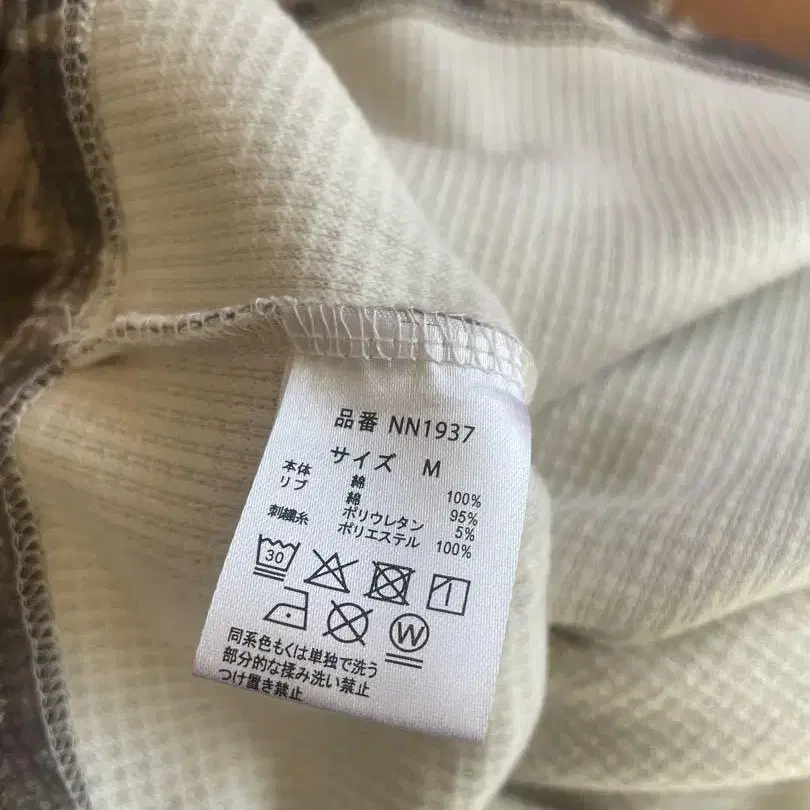 品番 NN1937
サイズ M
本体 綿 100%
リブ 綿 95%
ポリウレタン 5%
刺繍糸 ポリエステル 100%
30
W
同系色もくは単独で洗う
部分的な揉み洗い禁止
つけ置き禁止